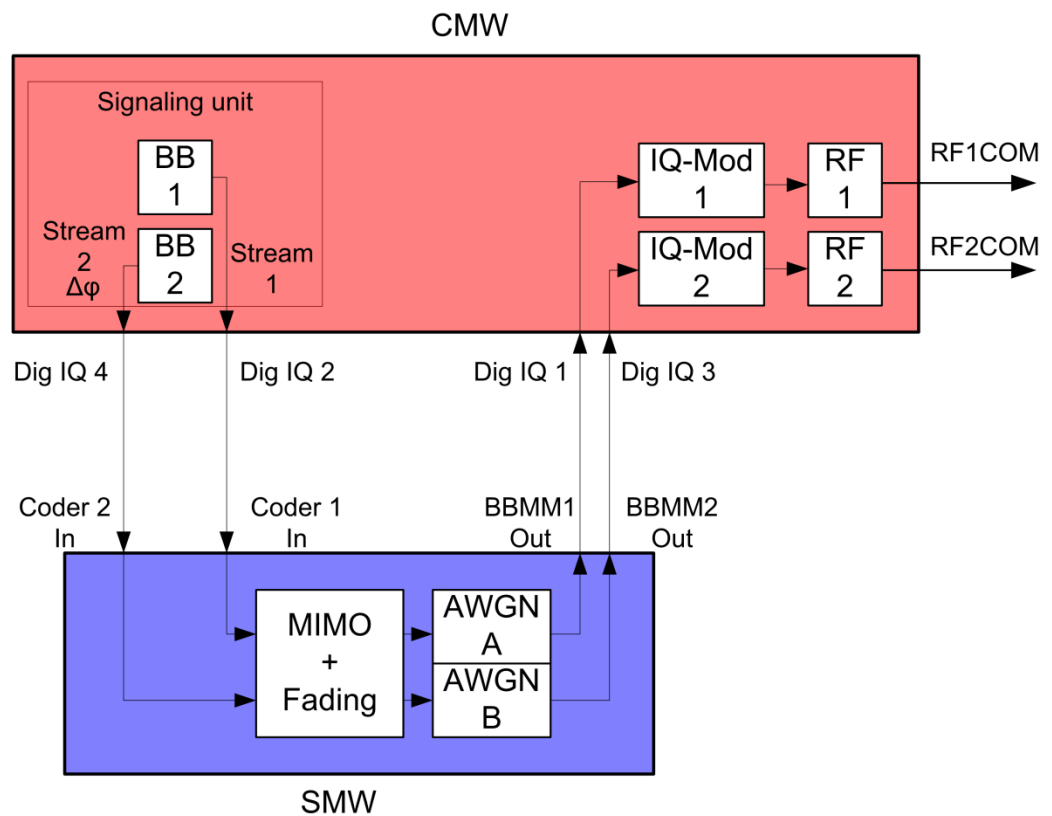 CMW
Signaling unit
BB
1
Stream
2
Δφ
BB
2
Stream
1
IQ-Mod
1
RF
1
RF1COM
IQ-Mod
2
RF
2
RF2COM
Dig IQ 4
Dig IQ 2
Dig IQ 1
Dig IQ 3
Coder 2
In
Coder 1
In
BBMM1
Out
BBMM2
Out
MIMO
+
Fading
AWGN
A
AWGN
B
SMW